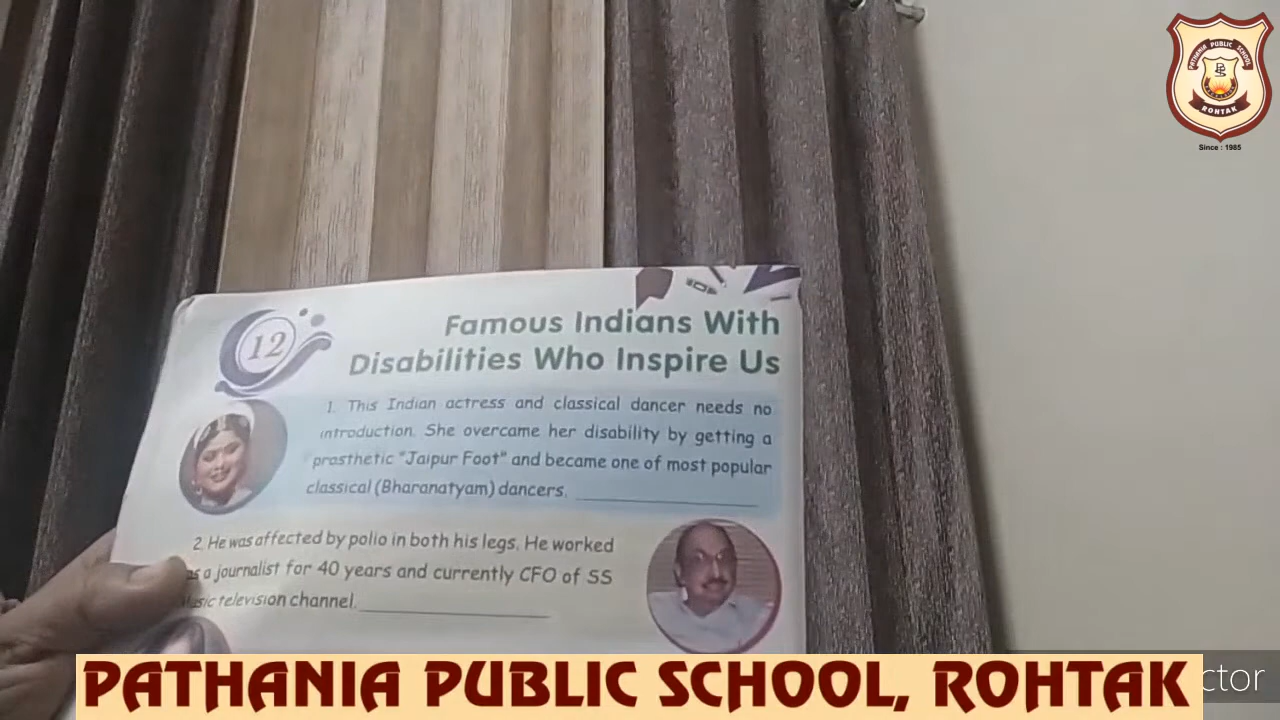 PATHANIA PUBLIC SCHOOL
ROHTAK
Since : 1985
12
Famous Indians With
Disabilities Who Inspire Us
1. This Indian actress and classical dancer needs no
introduction. She overcame her disability by getting a
prosthetic "Jaipur Foot" and became one of most popular
classical (Bharanatyam) dancers.
2. He was affected by polio in both his legs. He worked
as a journalist for 40 years and currently CFO of SS
Music television channel.
PATHANIA PUBLIC SCHOOL, ROHTAK
ctor